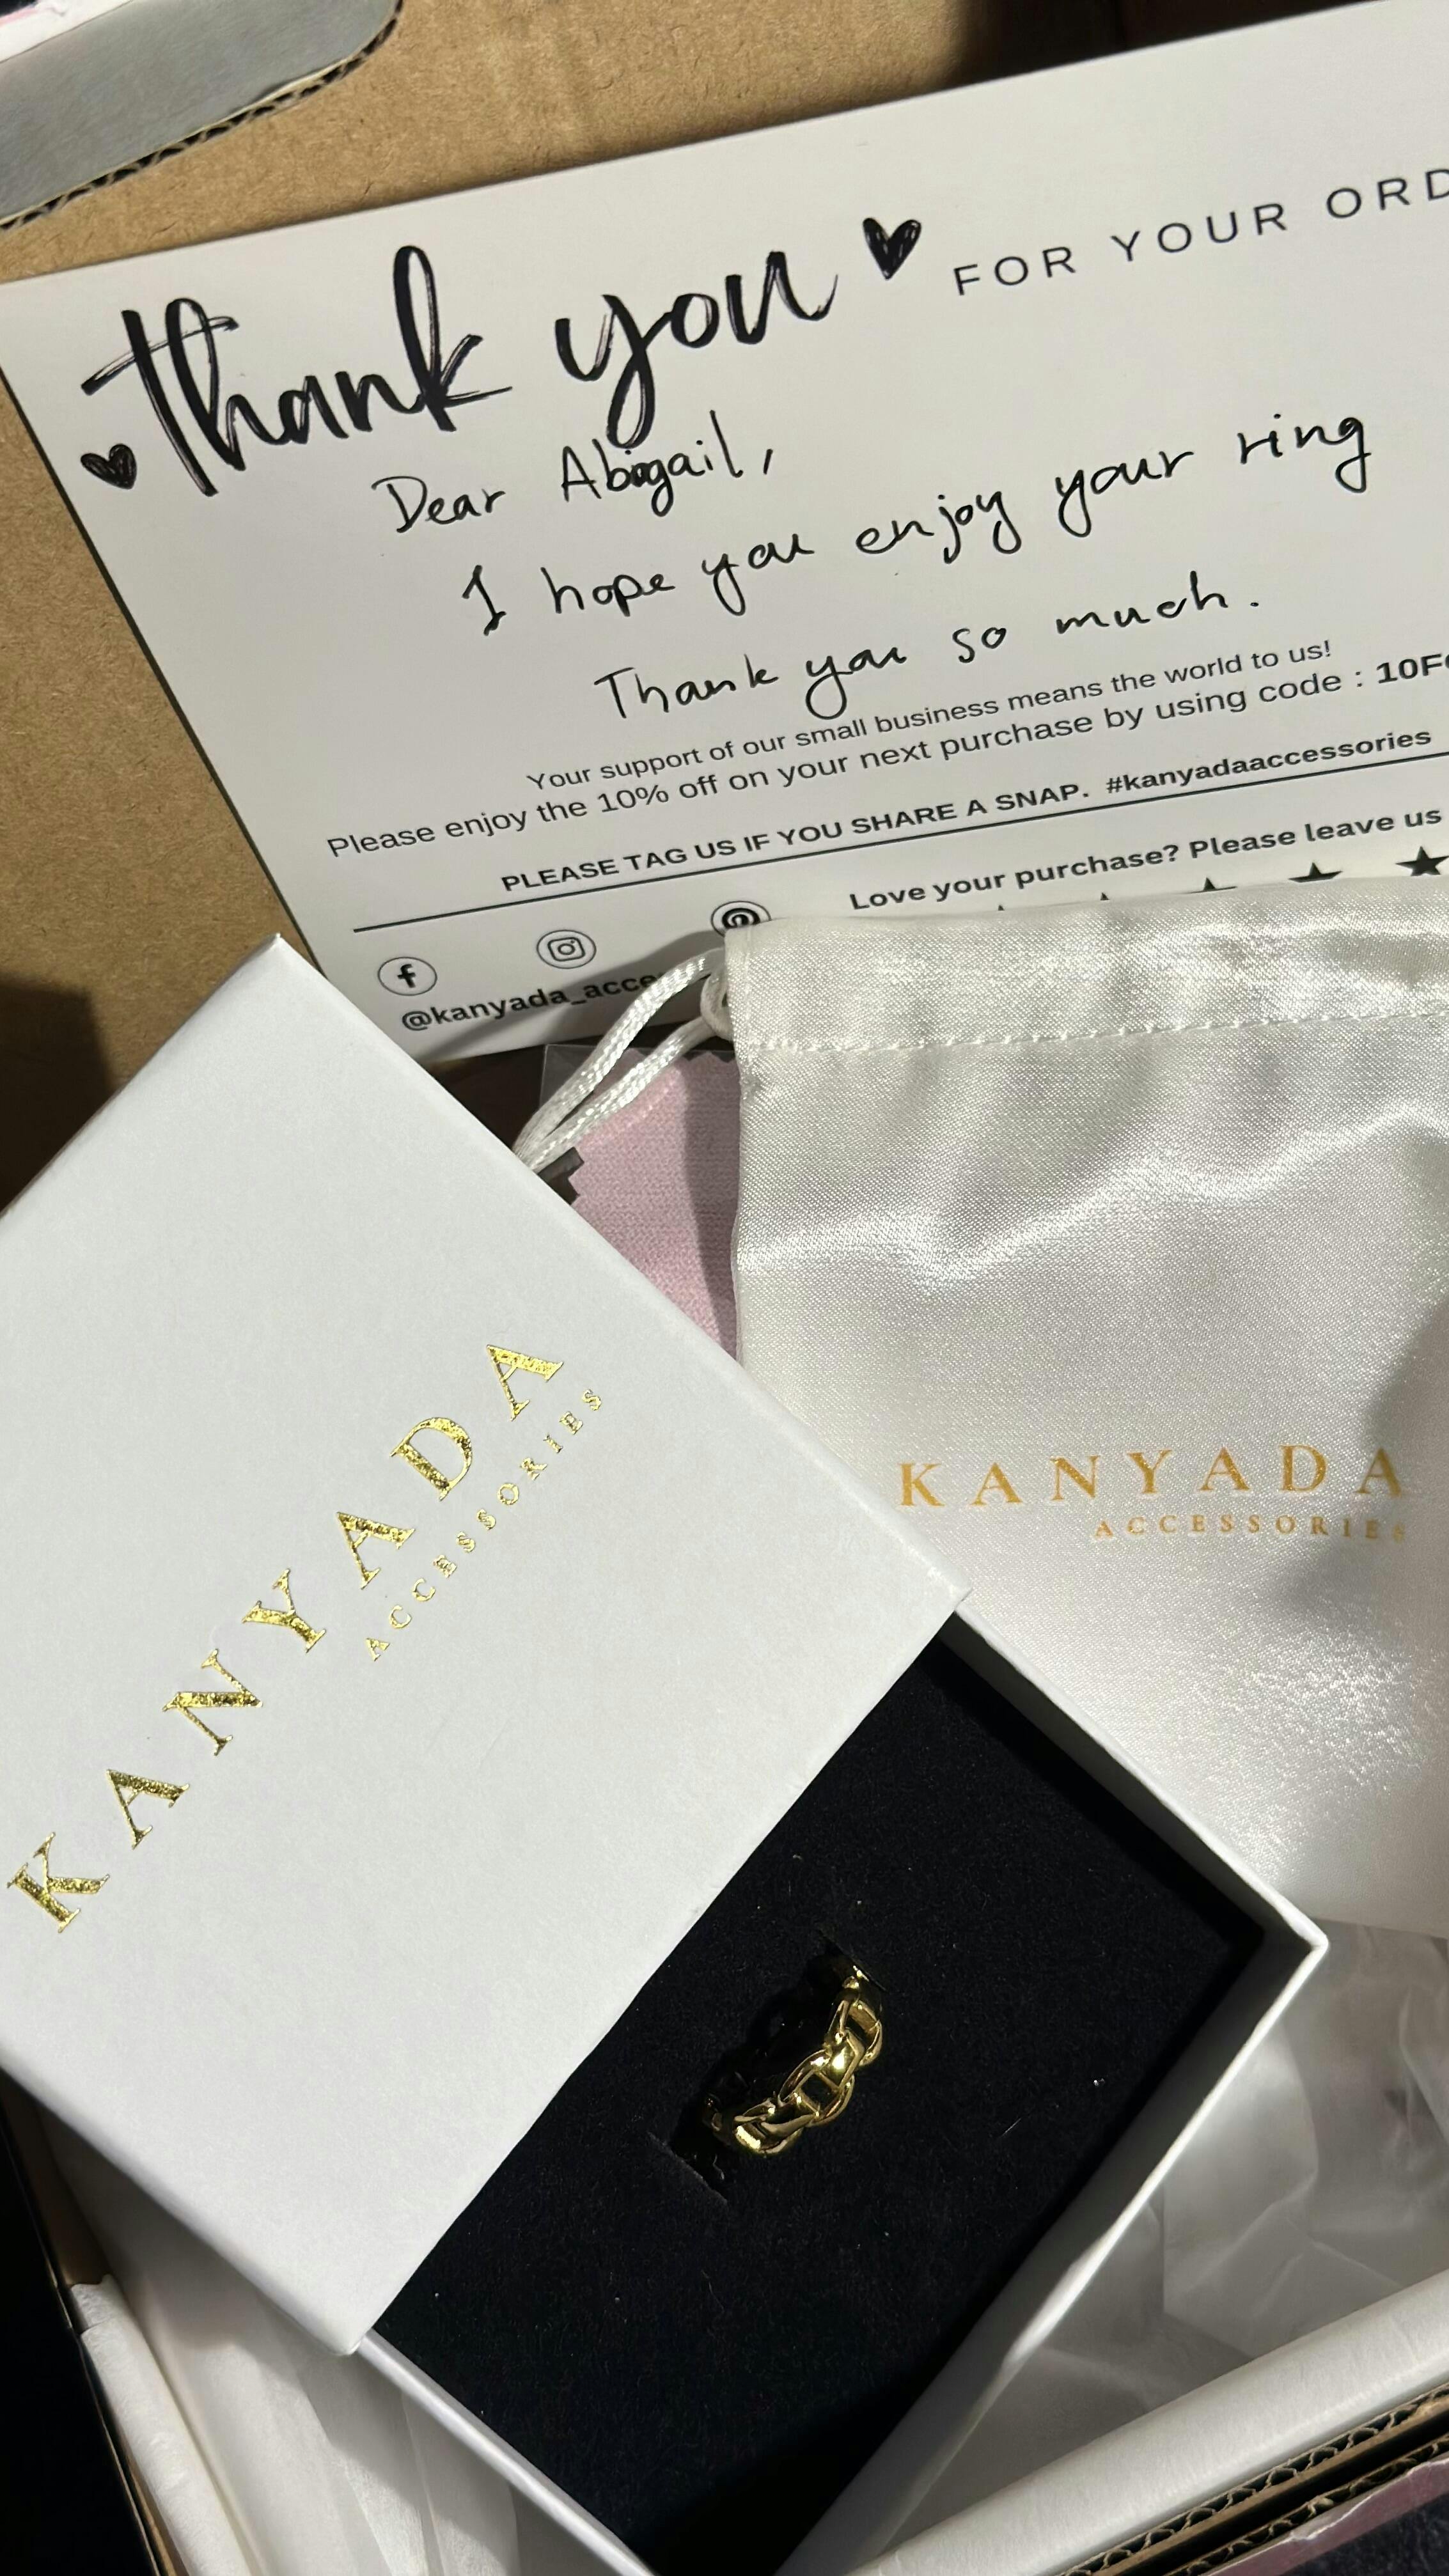 thank you FOR YOUR ORD
Dear Abigail,
I hope you enjoy your ring
Thank you so much.
Your support of our small business means the world to us!
Please enjoy the 10% off on your next purchase by using code :
PLEASE TAG US IF YOU SHARE A SNAP. #kanyadaaccessories
Love your purchase? Please leave us
@kanyada_acce
KANYADA
ACCESSORIES
KANYADA
ACCESSORIES